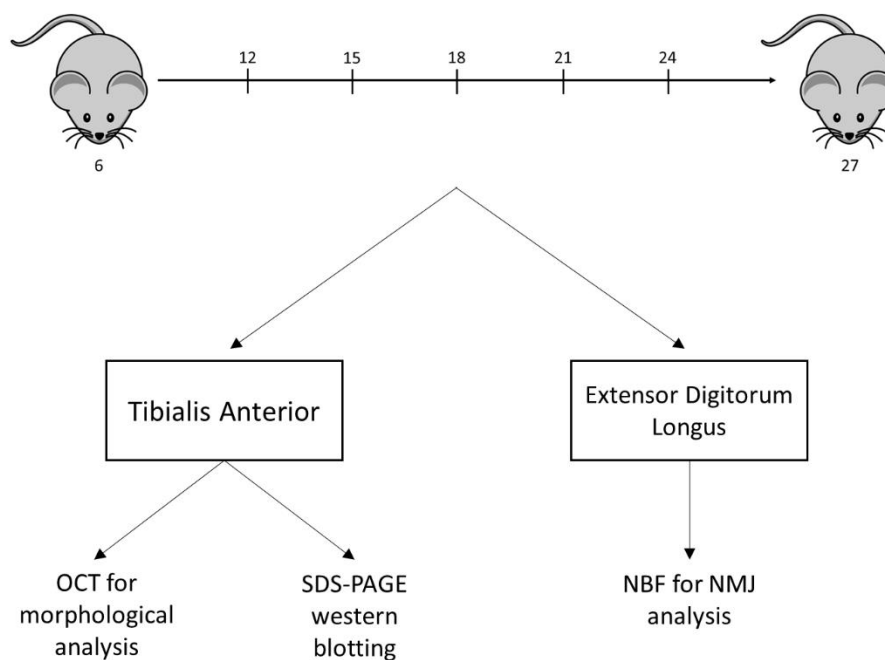 12
15
18
21
24
6
27
Tibialis Anterior
Extensor Digitorum
Longus
OCT for
morphological
analysis
SDS-PAGE
western
blotting
NBF for NMJ
analysis